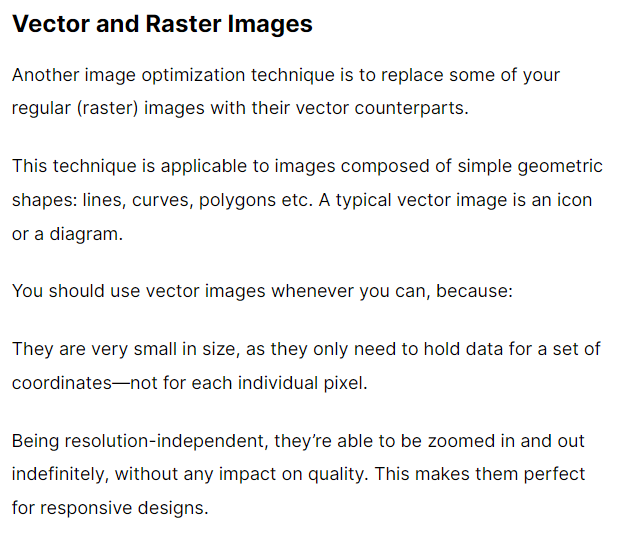 Vector and Raster Images
Another image optimization technique is to replace some of your
regular (raster) images with their vector counterparts.
This technique is applicable to images composed of simple geometric
shapes: lines, curves, polygons etc. A typical vector image is an icon
or a diagram.
You should use vector images whenever you can, because:
They are very small in size, as they only need to hold data for a set of
coordinates—not for each individual pixel.
Being resolution-independent, they’re able to be zoomed in and out
indefinitely, without any impact on quality. This makes them perfect
for responsive designs.